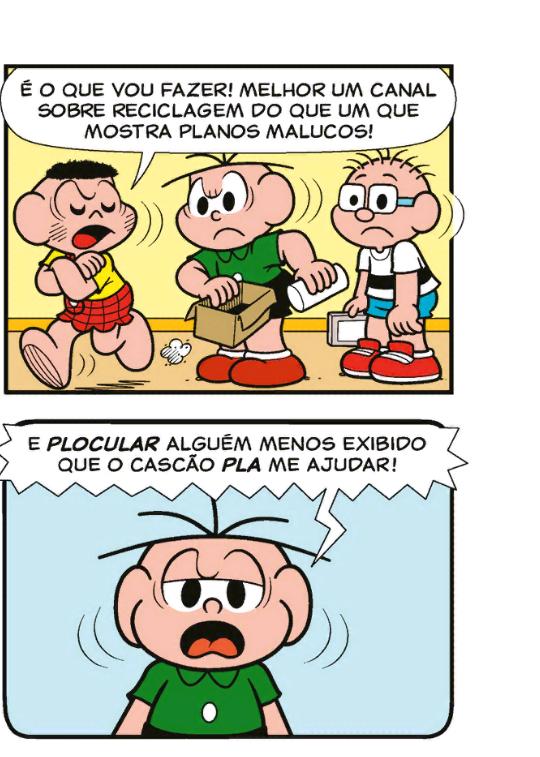 É O QUE VOU FAZER! MELHOR UM CANAL
SOBRE RECICLAGEM DO QUE UM QUE
MOSTRA PLANOS MALUCOS!
E PLOCULAR ALGUÉM MENOS EXIBIDO
QUE O CASCÃO PLA ME AJUDAR!